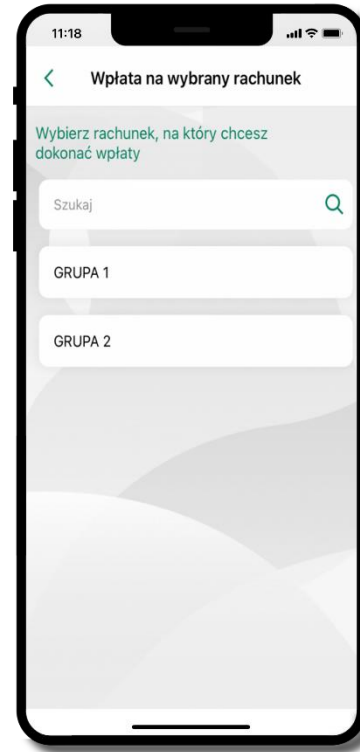 11:18
Wpłata na wybrany rachunek
Wybierz rachunek, na który chcesz
dokonać wpłaty
Szukaj
GRUPA 1
GRUPA 2